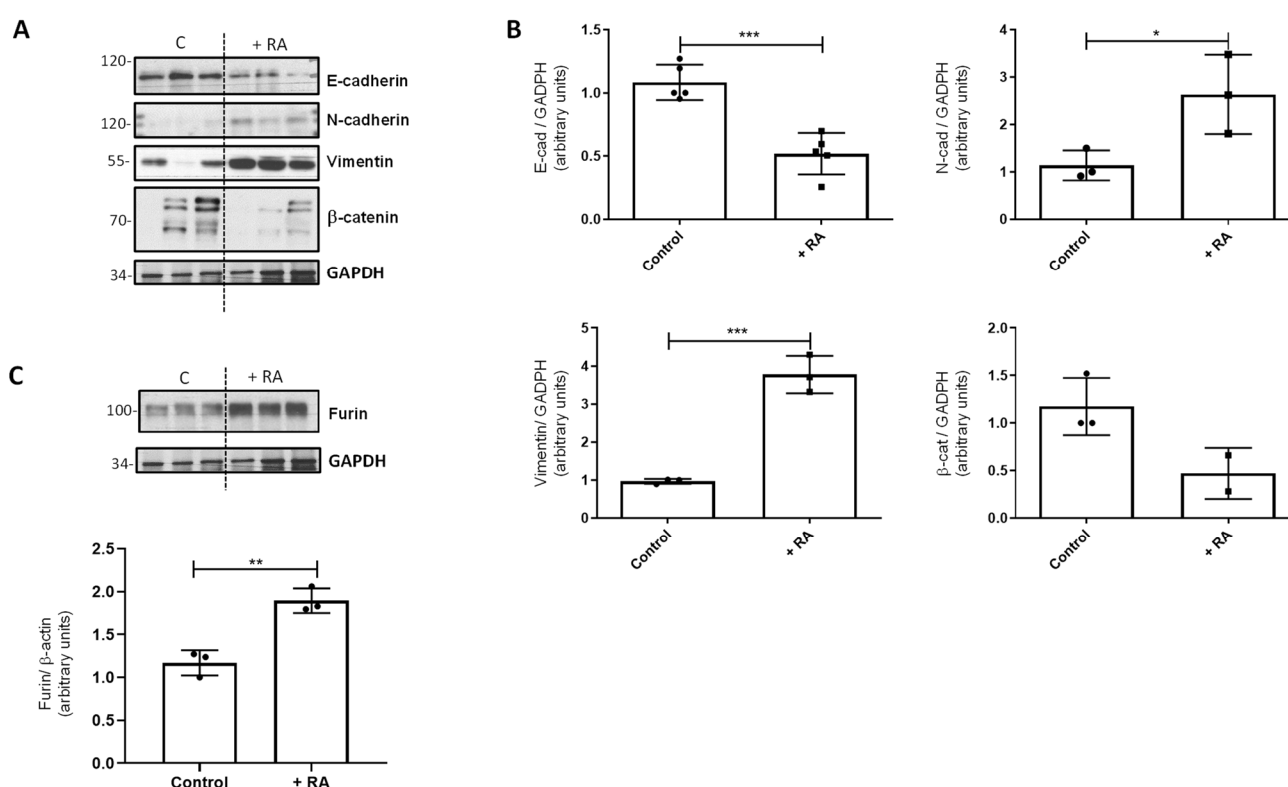 A
C
+ RA
120-
E-cadherin
120-
N-cadherin
55-
Vimentin
70-
β-catenin
34-
GAPDH
B
E-cad / GADPH
(arbitrary units)
1.5
1.0
0.5
0.0
***
Control
+ RA
N-cad / GADPH
(arbitrary units)
4
3
2
1
0
*
Control
+ RA
Vimentin/ GADPH
(arbitrary units)
5
4
3
2
1
0
***
Control
+ RA
β-cat / GADPH
(arbitrary units)
2.0
1.5
1.0
0.5
0.0
Control
+ RA
C
C
+ RA
100-
Furin
34-
GAPDH
Furin/ β-actin
(arbitrary units)
2.5
2.0
1.5
1.0
0.5
0.0
**
Control
+ RA